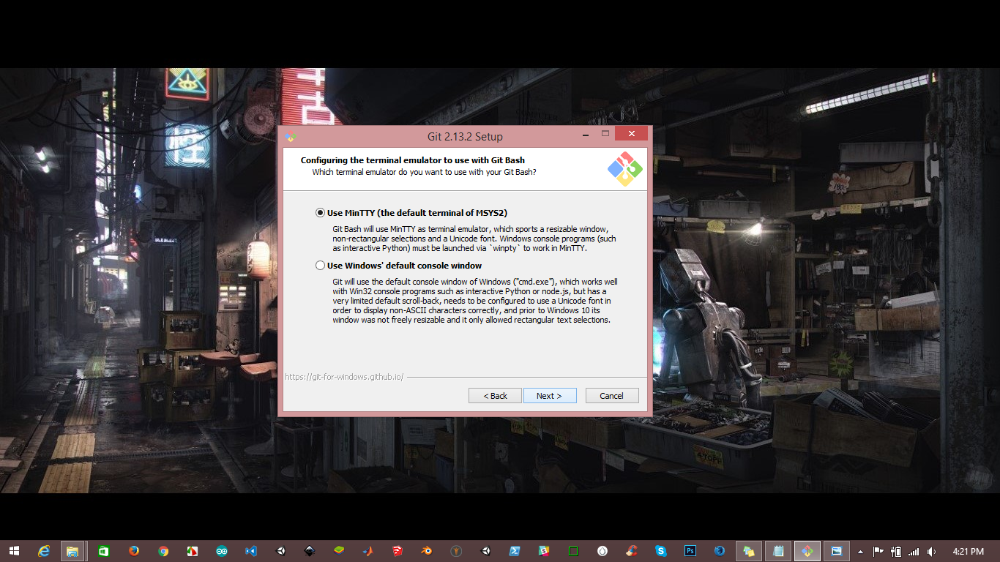 Git 2.13.2 Setup
Configuring the terminal emulator to use with Git Bash
Which terminal emulator do you want to use with your Git Bash?
Use MinTTY (the default terminal of MSYS2)
Git Bash will use MinTTY as terminal emulator, which sports a resizable window,
non-rectangular selections and a Unicode font. Windows console programs (such
as interactive Python) must be launched via `winpty` to work in MinTTY.
Use Windows' default console window
Git will use the default console window of Windows ("cmd.exe"), which works well
with Win32 console programs such as interactive Python or node.js, but has a
very limited default scroll-back, needs to be configured to use a Unicode font in
order to display non-ASCII characters correctly, and prior to Windows 10 its
window was not freely resizable and it only allowed rectangular text selections.
https://git-for-windows.github.io/
< Back
Next >
Cancel
Ps
4:21 PM